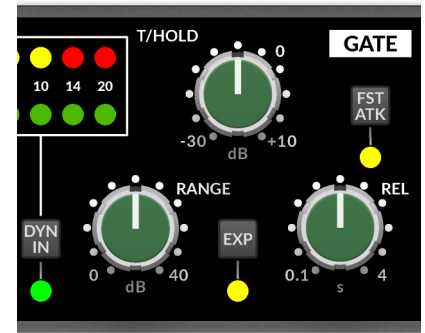 T/HOLD
0
GATE
10 14 20
FST
ATK
-30
+10
dB
RANGE
REL
DYN
IN
EXP
0
40
dB
0.1
4
s